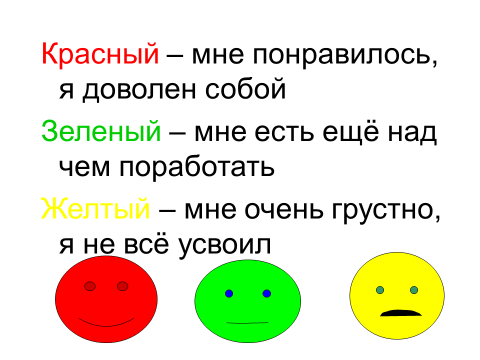 Красный – мне понравилось,
я доволен собой
Зеленый – мне есть ещё над
чем поработать
Желтый – мне очень грустно,
я не всё усвоил